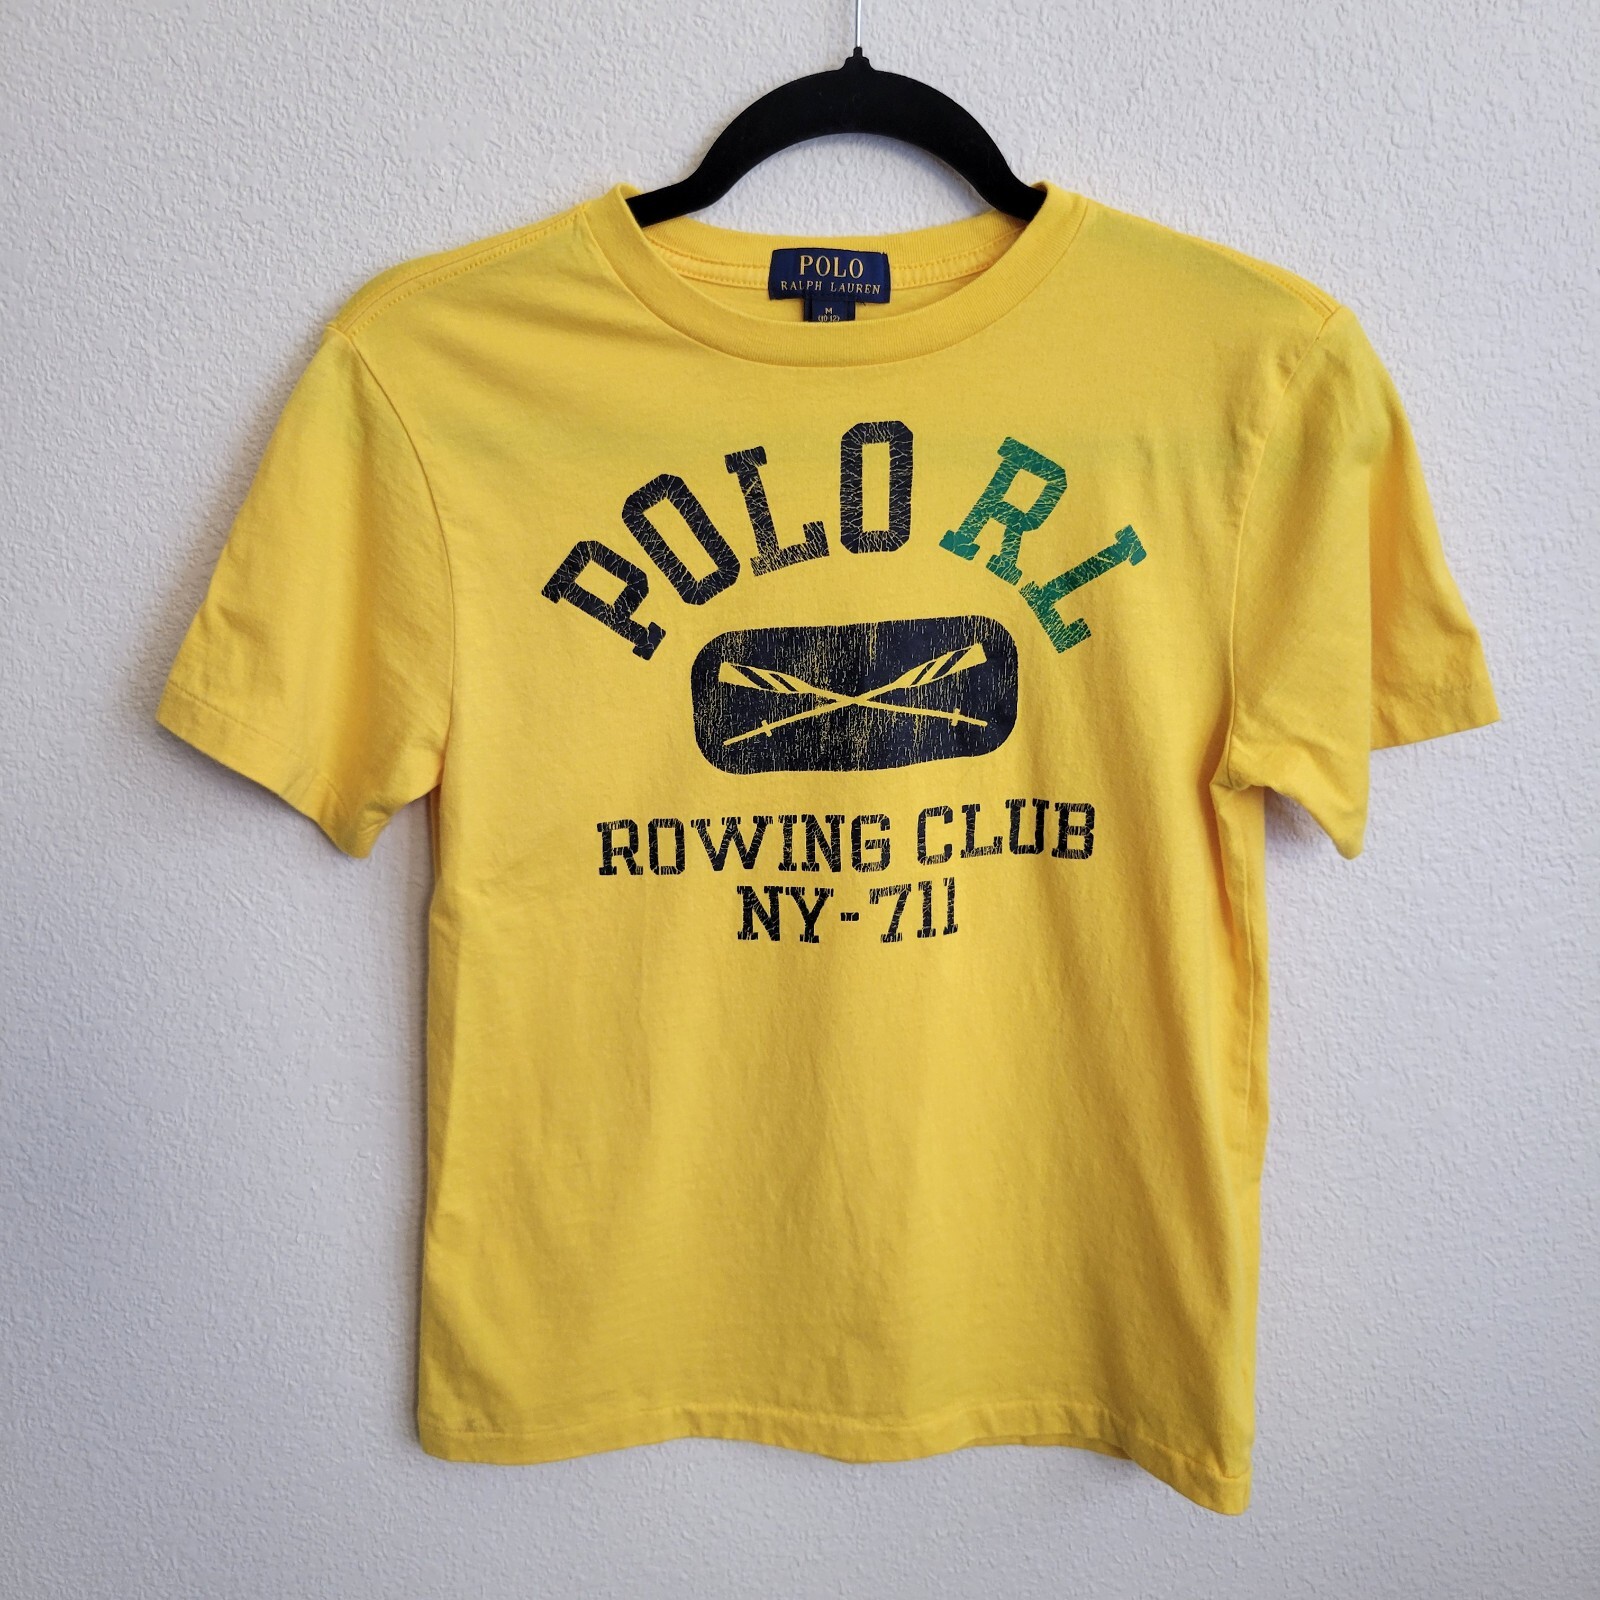 POLO
RALPH LAUREN
M
(10-12)
POLO RL
ROWING CLUB
NY-711